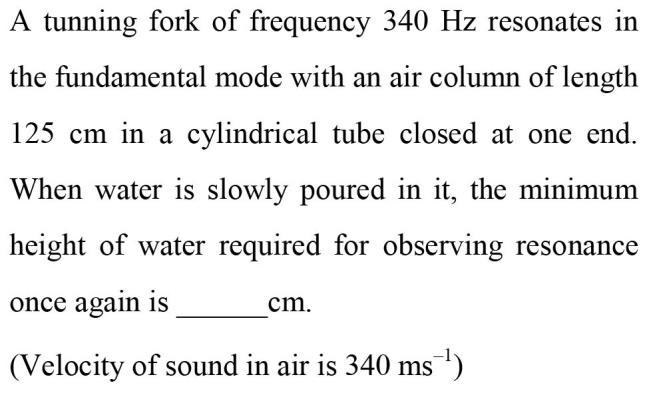 A tunning fork of frequency 340 Hz resonates in
the fundamental mode with an air column of length
125 cm in a cylindrical tube closed at one end.
When water is slowly poured in it, the minimum
height of water required for observing resonance
once again is ______cm.
(Velocity of sound in air is 340 ms⁻¹)